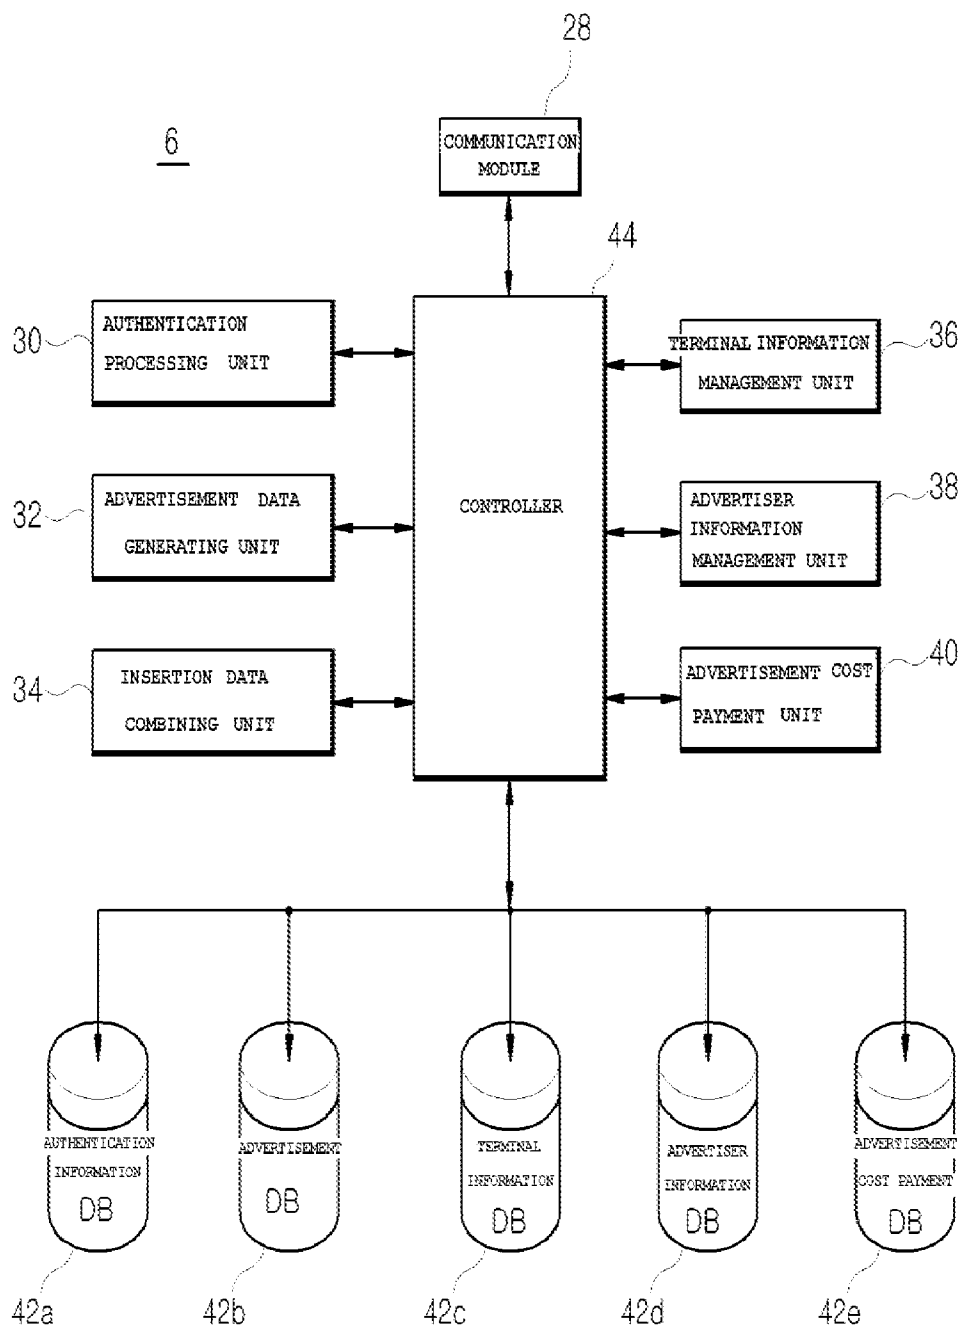 28
6
COMMUNICATION
MODULE
44
30
AUTHENTICATION
PROCESSING UNIT
TERMINAL INFORMATION
MANAGEMENT UNIT
36
32
ADVERTISEMENT DATA
GENERATING UNIT
CONTROLLER
ADVERTISER
INFORMATION
MANAGEMENT UNIT
38
34
INSERTION DATA
COMBINING UNIT
ADVERTISEMENT COST
PAYMENT UNIT
40
AUTHENTICATION
INFORMATION
DB
ADVERTISEMENT
DB
TERMINAL
INFORMATION
DB
ADVERTISER
INFORMATION
DB
ADVERTISEMENT
COST PAYMENT
DB
42a
42b
42c
42d
42e